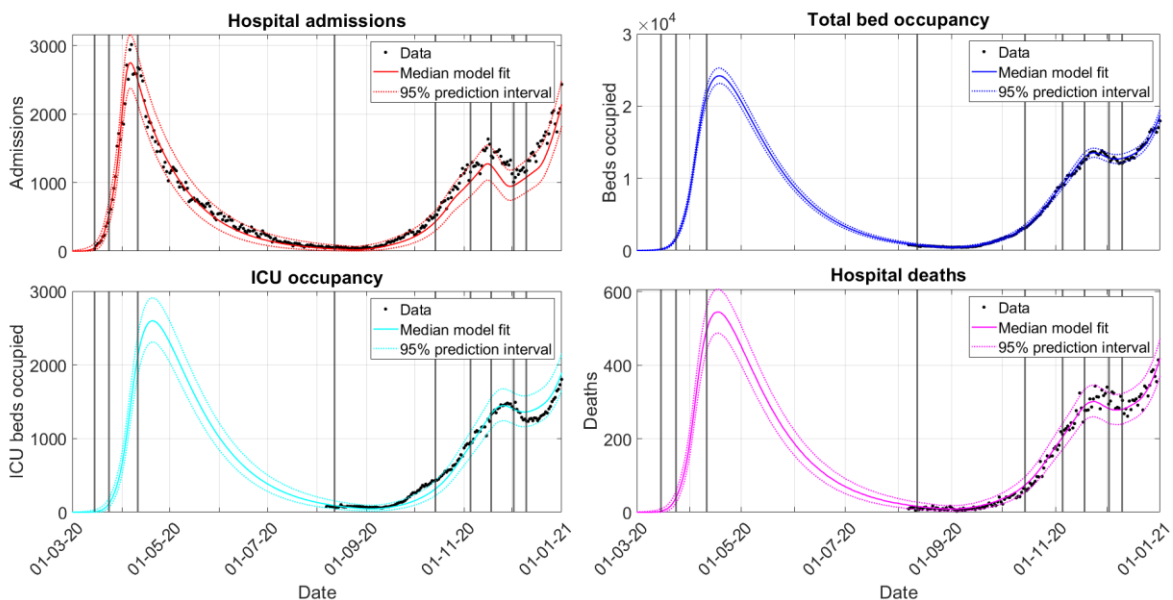 Hospital admissions
3000
2000
1000
0
Admissions
Data
Median model fit
95% prediction interval
Total bed occupancy
×10⁴
3
2
1
0
Beds occupied
Data
Median model fit
95% prediction interval
ICU occupancy
3000
2000
1000
0
ICU beds occupied
Data
Median model fit
95% prediction interval
01-03-20
01-05-20
01-07-20
01-09-20
01-11-20
01-01-21
Date
Hospital deaths
600
400
200
0
Deaths
Data
Median model fit
95% prediction interval
01-03-20
01-05-20
01-07-20
01-09-20
01-11-20
01-01-21
Date